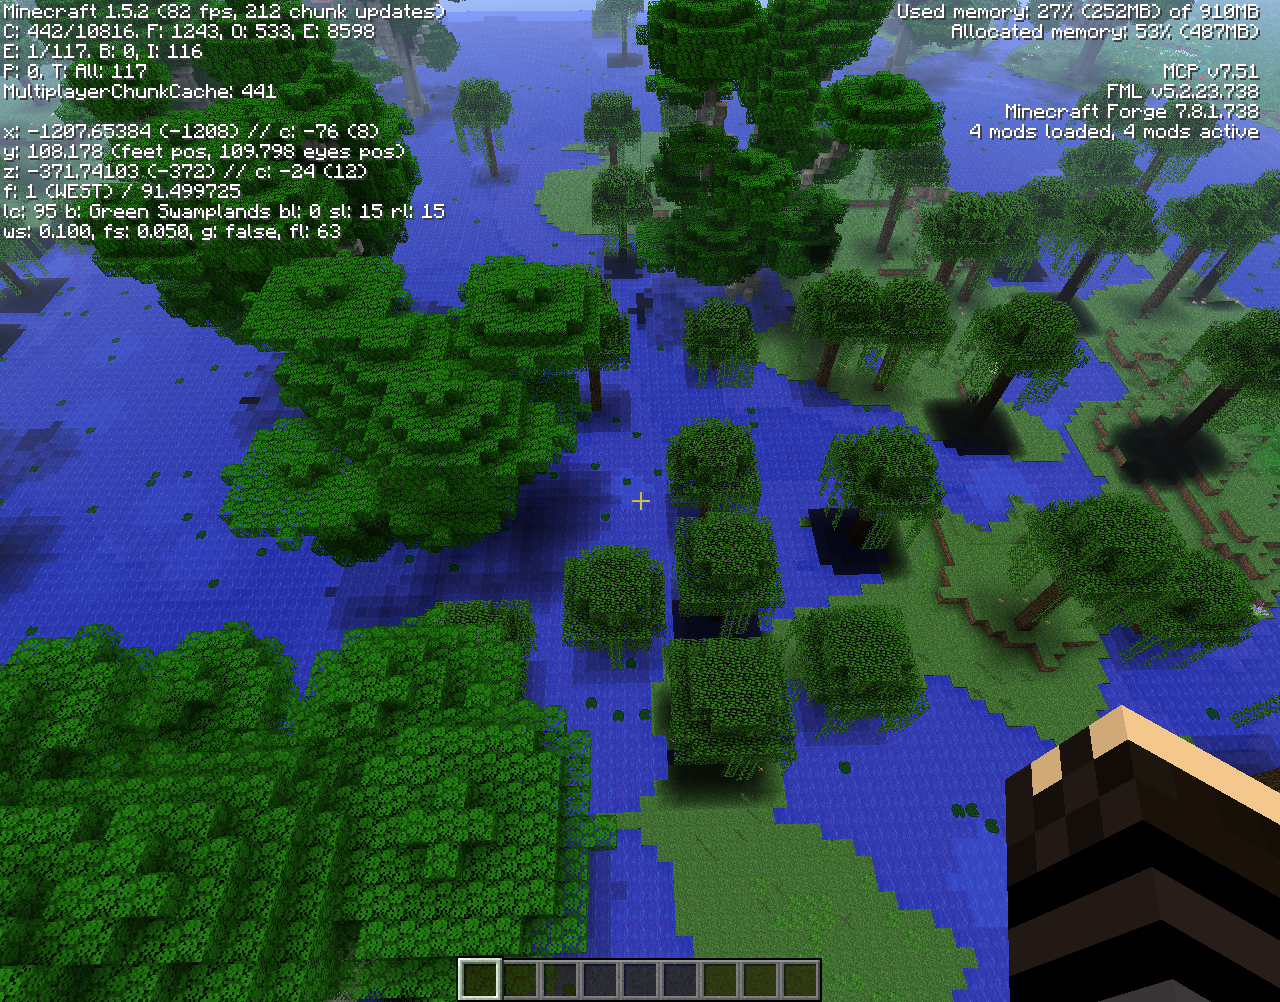 Minecraft 1.5.2 (82 fps, 212 chunk updates)
C: 442/10816. F: 1243, O: 533, E: 8598
E: 1/117. B: 0, I: 116
P: 0. T: All: 117
MultiplayerChunkCache: 441
x: -1207.65384 (-1208) // c: -76 (8)
y: 108.178 (feet pos, 109.798 eyes pos)
z: -371.74103 (-372) // c: -24 (12)
f: 1 (WEST) / 91.499725
lc: 95 b: Green Swamplands bl: 0 sl: 15 rl: 15
ws: 0.100, fs: 0.050, g: false, fl: 63
Used memory: 27% (252MB) of 910MB
Allocated memory: 53% (487MB)
MCP v7.51
FML v5.2.23.738
Minecraft Forge 7.8.1.738
4 mods loaded, 4 mods active